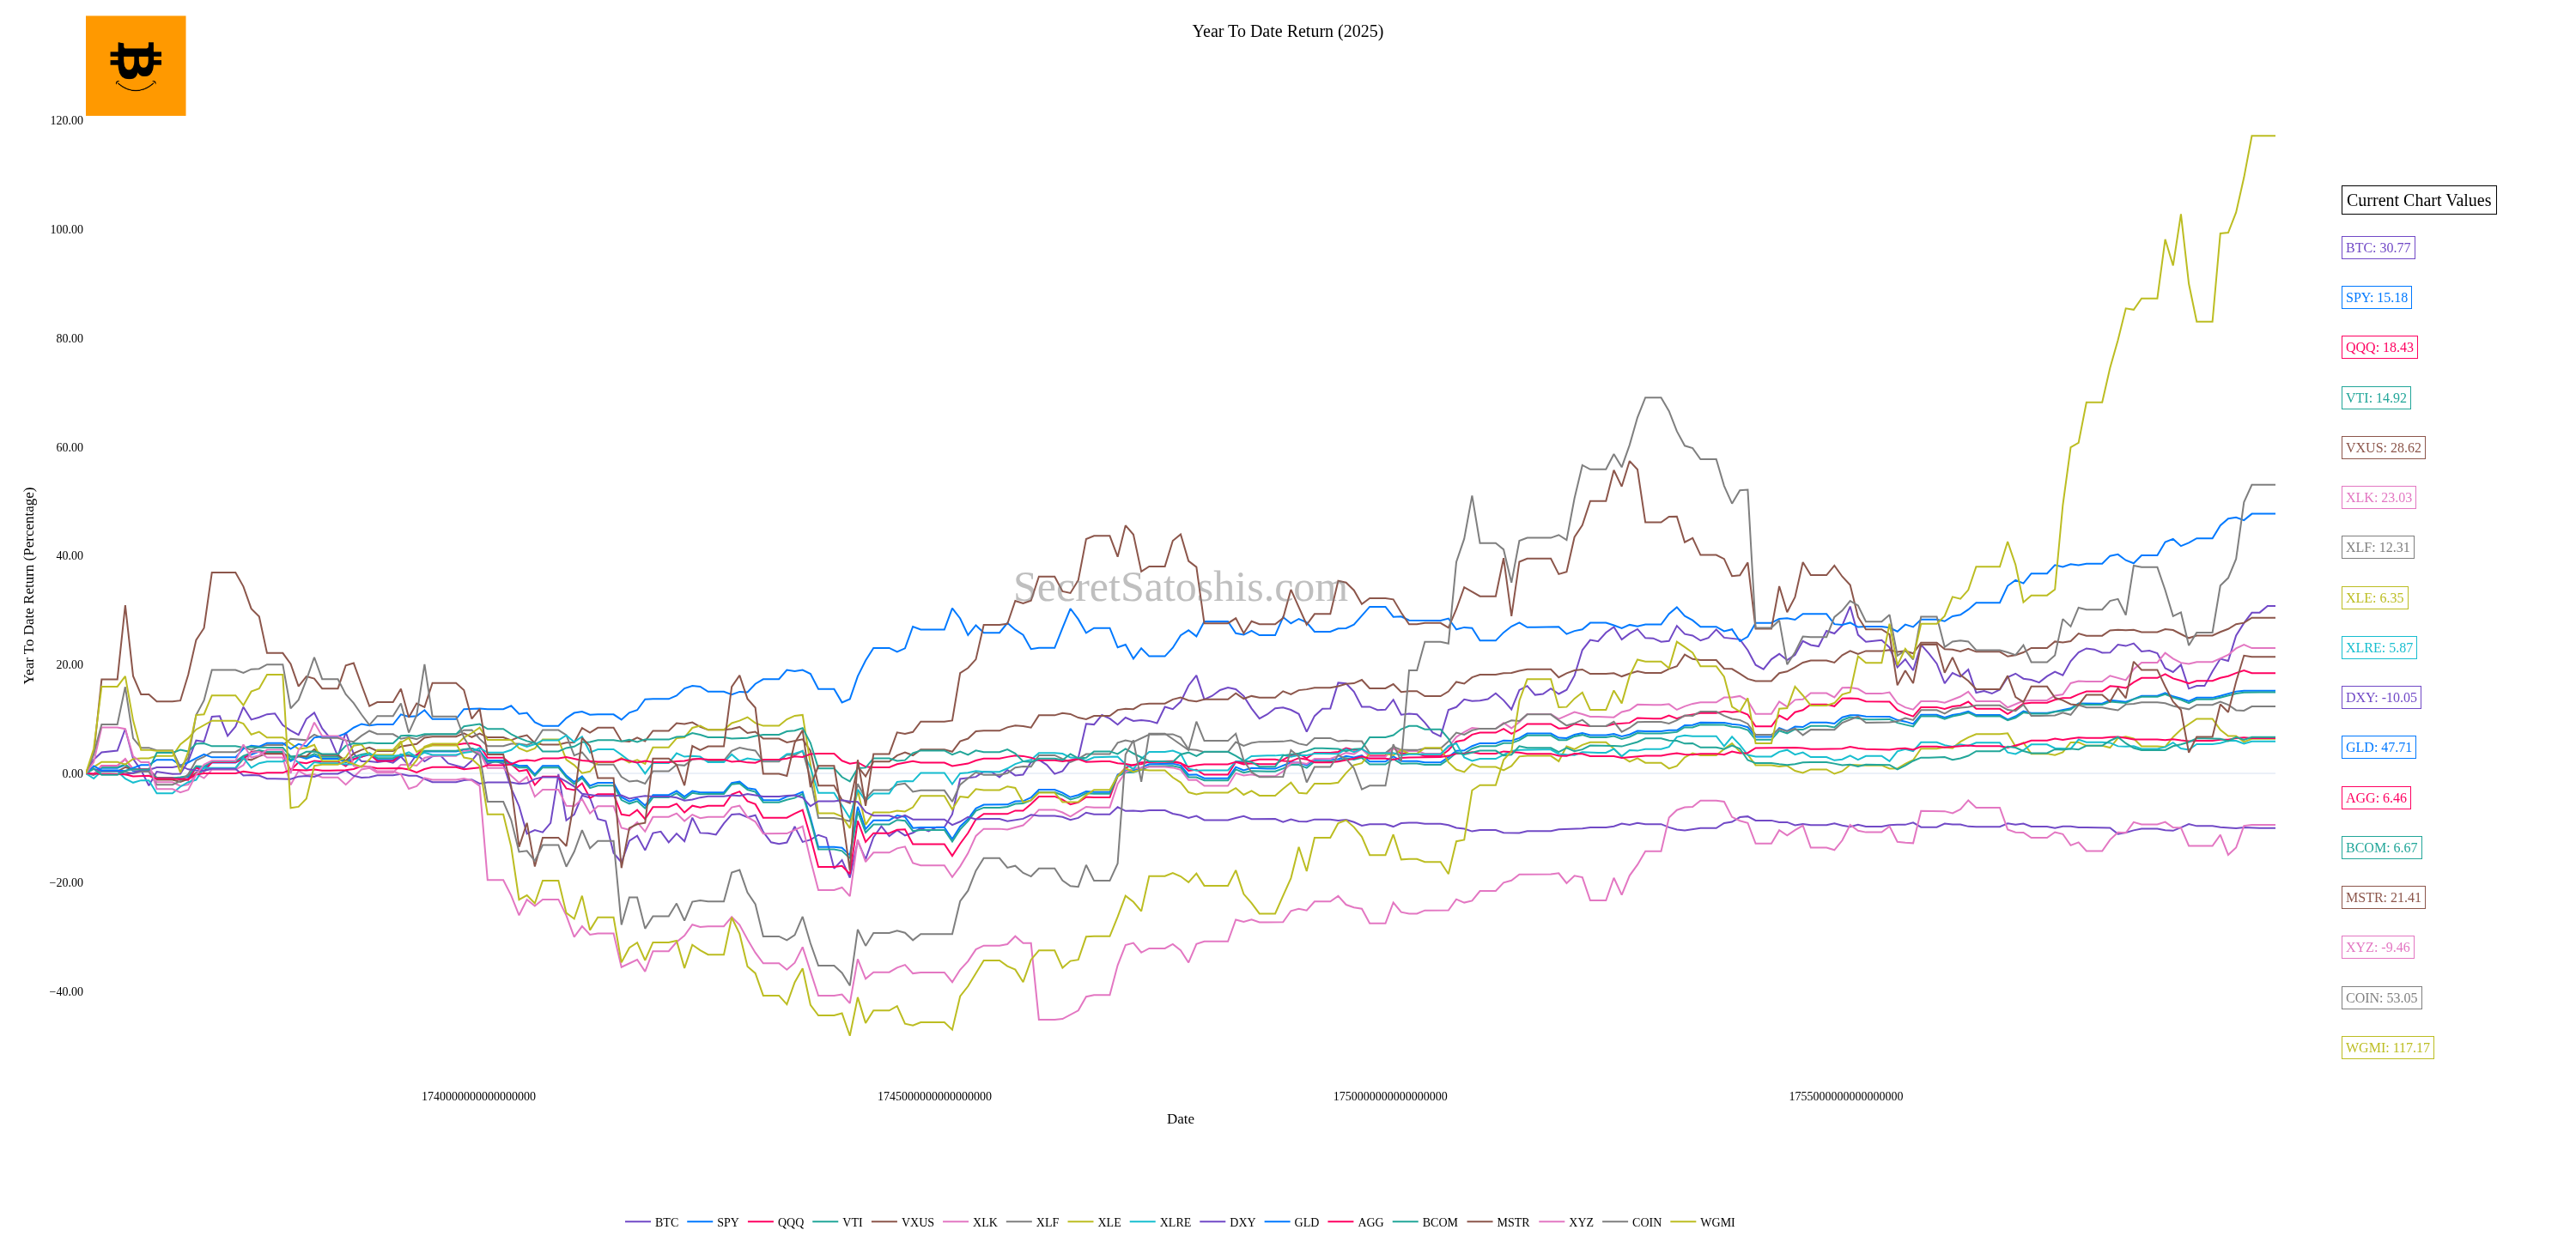 Year To Date Return (2025)
120.00
100.00
80.00
60.00
40.00
20.00
0.00
−20.00
−40.00
Year To Date Return (Percentage)
SecretSatoshis.com
1740000000000000000
1745000000000000000
1750000000000000000
1755000000000000000
Date
Current Chart Values
BTC: 30.77
SPY: 15.18
QQQ: 18.43
VTI: 14.92
VXUS: 28.62
XLK: 23.03
XLF: 12.31
XLE: 6.35
XLRE: 5.87
DXY: -10.05
GLD: 47.71
AGG: 6.46
BCOM: 6.67
MSTR: 21.41
XYZ: -9.46
COIN: 53.05
WGMI: 117.17
BTC SPY QQQ VTI VXUS XLK XLF XLE XLRE DXY GLD AGG BCOM MSTR XYZ COIN WGMI